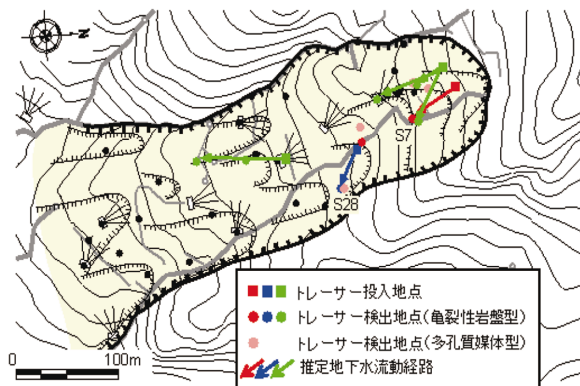 N
S7
S28
トレーサー投入地点
トレーサー検出地点(亀裂性岩盤型)
トレーサー検出地点(多孔質媒体型)
推定地下水流動経路
0 100m